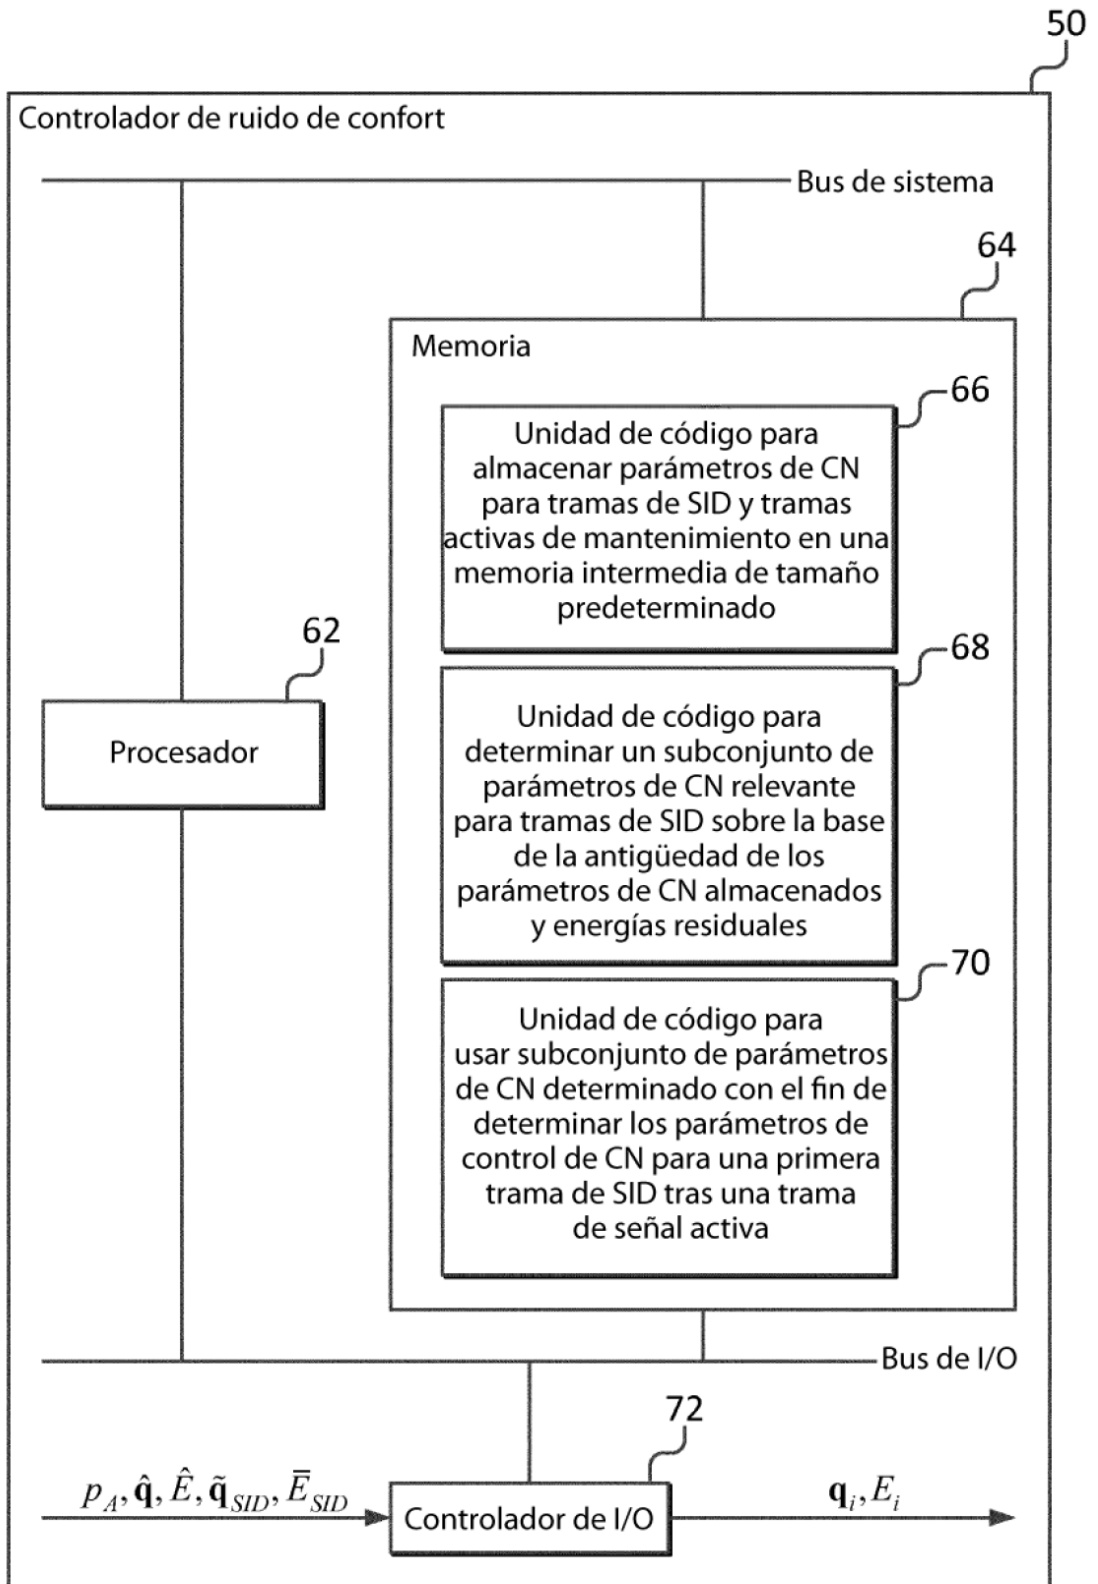 50
Controlador de ruido de confort
Bus de sistema
64
Memoria
66
Unidad de código para
almacenar parámetros de CN
para tramas de SID y tramas
activas de mantenimiento en una
memoria intermedia de tamaño
predeterminado
62
Procesador
68
Unidad de código para
determinar un subconjunto de
parámetros de CN relevante
para tramas de SID sobre la base
de la antigüedad de los
parámetros de CN almacenados
y energías residuales
70
Unidad de código para
usar subconjunto de parámetros
de CN determinado con el fin de
determinar los parámetros de
control de CN para una primera
trama de SID tras una trama
de señal activa
Bus de I/O
72
p_A, q̂, Ê, q̃_SID, Ē_SID
Controlador de I/O
q_i, E_i